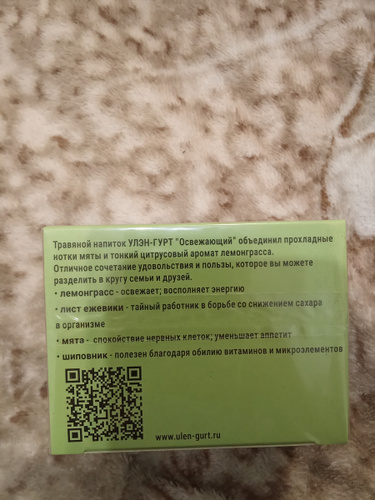 Травяной напиток УЛЭН-ГУРТ "Освежающий" объединил прохладные
нотки мяты и тонкий цитрусовый аромат лемонграсса.
Отличное сочетание удовольствия и пользы, которое вы можете
разделить в кругу семьи и друзей.
• лемонграсс - освежает; восполняет энергию
• лист ежевики - тайный работник в борьбе со снижением сахара
в организме
• мята - спокойствие нервных клеток; уменьшает аппетит
• шиповник - полезен благодаря обилию витаминов и микроэлементов
www.ulen-gurt.ru